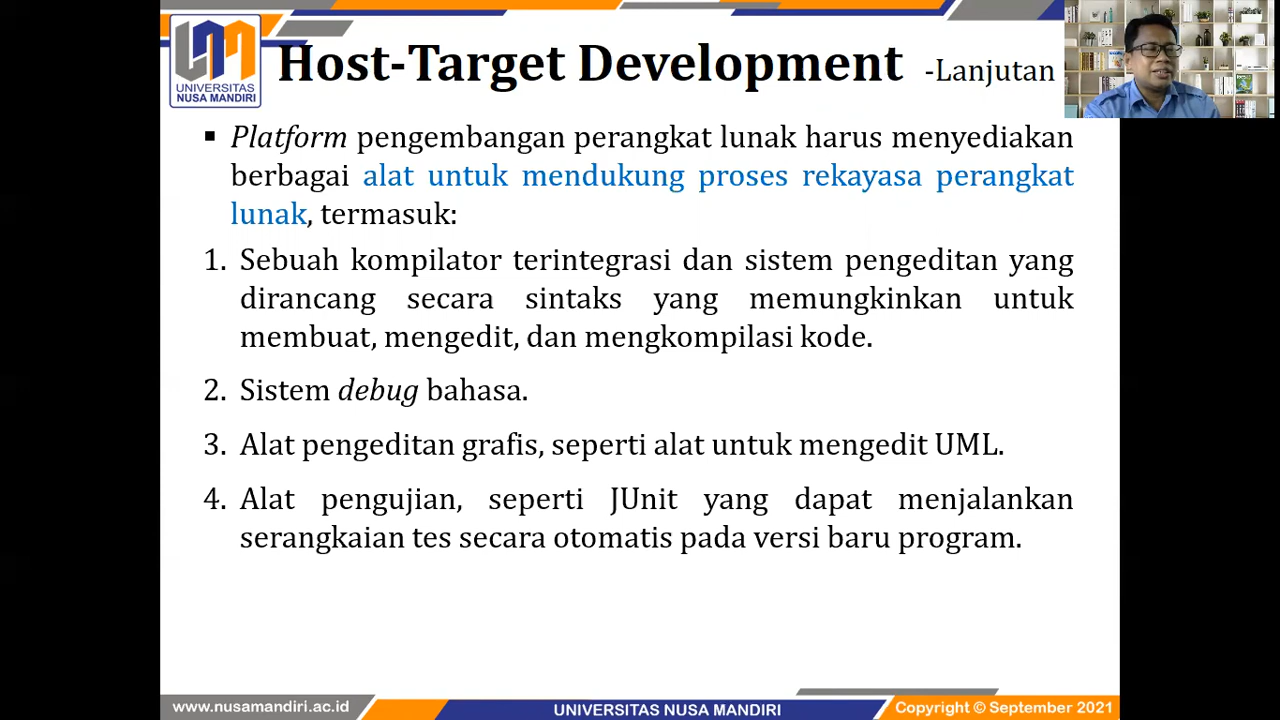 UNIVERSITAS
NUSA MANDIRI
Host-Target Development -Lanjutan
▪ Platform pengembangan perangkat lunak harus menyediakan
berbagai alat untuk mendukung proses rekayasa perangkat
lunak, termasuk:
1. Sebuah kompilator terintegrasi dan sistem pengeditan yang
dirancang secara sintaks yang memungkinkan untuk
membuat, mengedit, dan mengkompilasi kode.
2. Sistem debug bahasa.
3. Alat pengeditan grafis, seperti alat untuk mengedit UML.
4. Alat pengujian, seperti JUnit yang dapat menjalankan
serangkaian tes secara otomatis pada versi baru program.
www.nusamandiri.ac.id
UNIVERSITAS NUSA MANDIRI
Copyright © September 2021